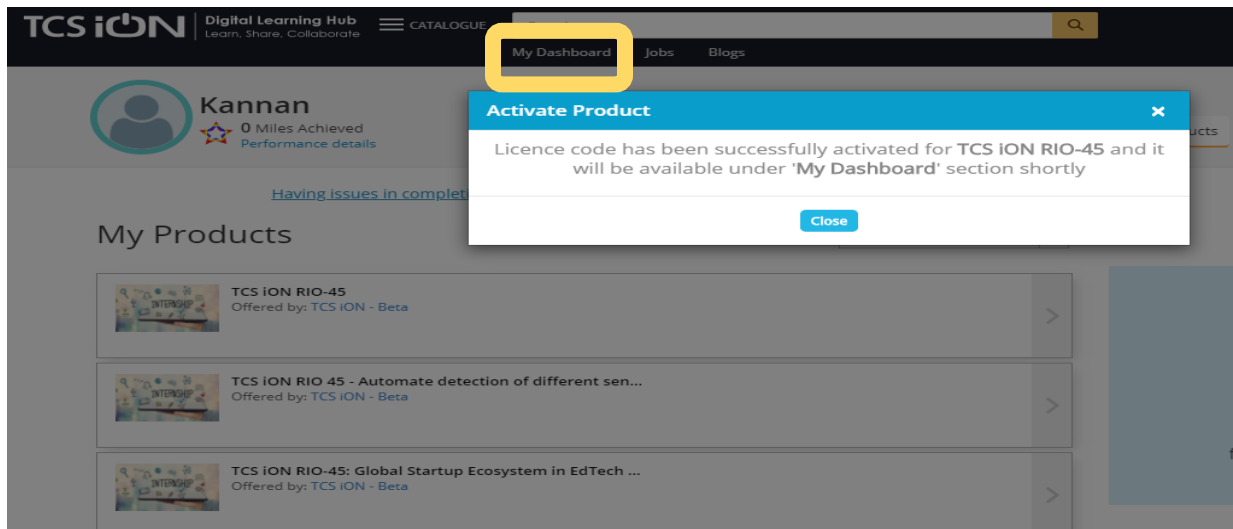 TCS iON
Digital Learning Hub
Learn. Share. Collaborate
CATALOGUE
My Dashboard Jobs Blogs
Kannan
0 Miles Achieved
Performance details
Activate Product
Licence code has been successfully activated for TCS iON RIO-45 and it
will be available under 'My Dashboard' section shortly
Close
Having issues in completi
My Products
TCS iON RIO-45
Offered by: TCS iON - Beta
TCS iON RIO 45 - Automate detection of different sen...
Offered by: TCS iON - Beta
TCS iON RIO-45: Global Startup Ecosystem in EdTech ...
Offered by: TCS iON - Beta
INTERNSHIP
INTERNSHIP
INTERNSHIP
ucts